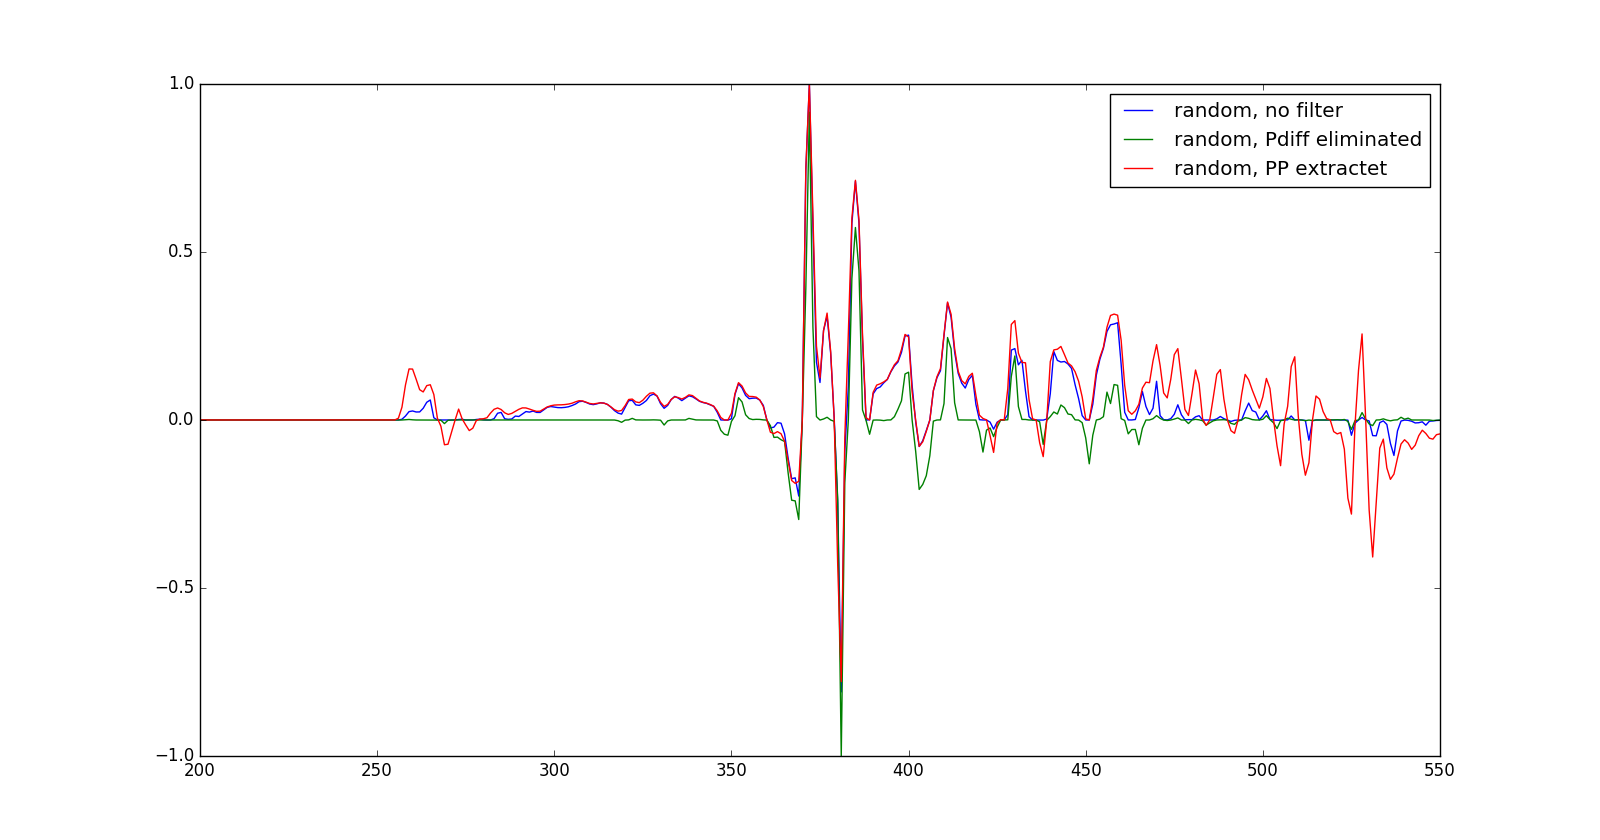 1.0
0.5
0.0
−0.5
−1.0
200 250 300 350 400 450 500 550
random, no filter
random, Pdiff eliminated
random, PP extractet